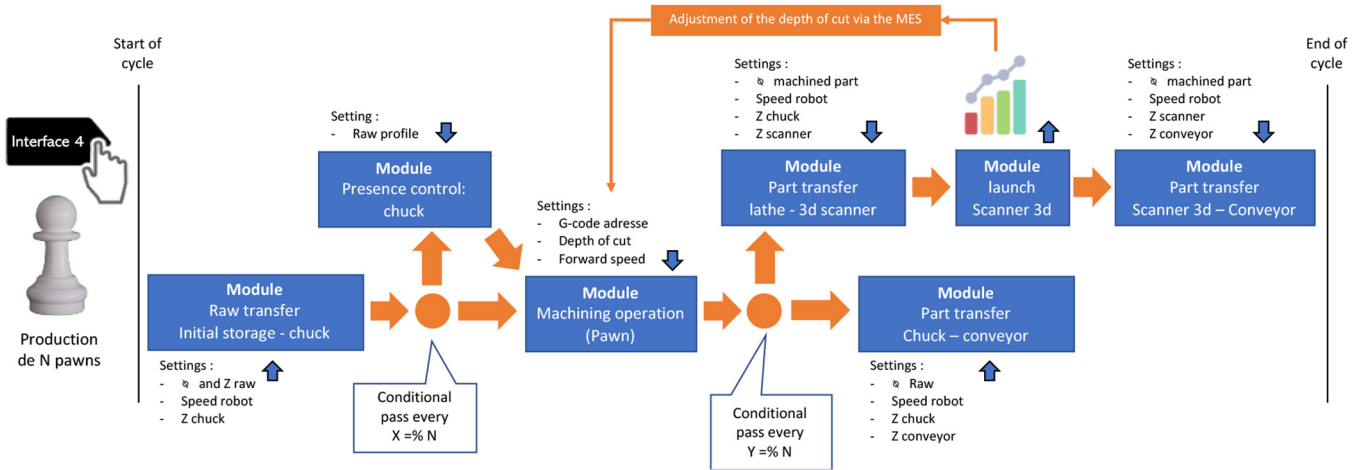 Adjustment of the depth of cut via the MES
Start of
cycle
End of
cycle
Interface 4
Production
de N pawns
Module
Raw transfer
Initial storage - chuck
Settings :
- ⌀ and Z raw
- Speed robot
- Z chuck
Setting :
- Raw profile
Module
Presence control:
chuck
Conditional
pass every
X =% N
Settings :
- G-code adresse
- Depth of cut
- Forward speed
Module
Machining operation
(Pawn)
Conditional
pass every
Y =% N
Settings :
- ⌀ machined part
- Speed robot
- Z chuck
- Z scanner
Module
Part transfer
lathe - 3d scanner
Module
launch
Scanner 3d
Settings :
- ⌀ machined part
- Speed robot
- Z scanner
- Z conveyor
Module
Part transfer
Scanner 3d – Conveyor
Module
Part transfer
Chuck – conveyor
Settings :
- ⌀ Raw
- Speed robot
- Z chuck
- Z conveyor